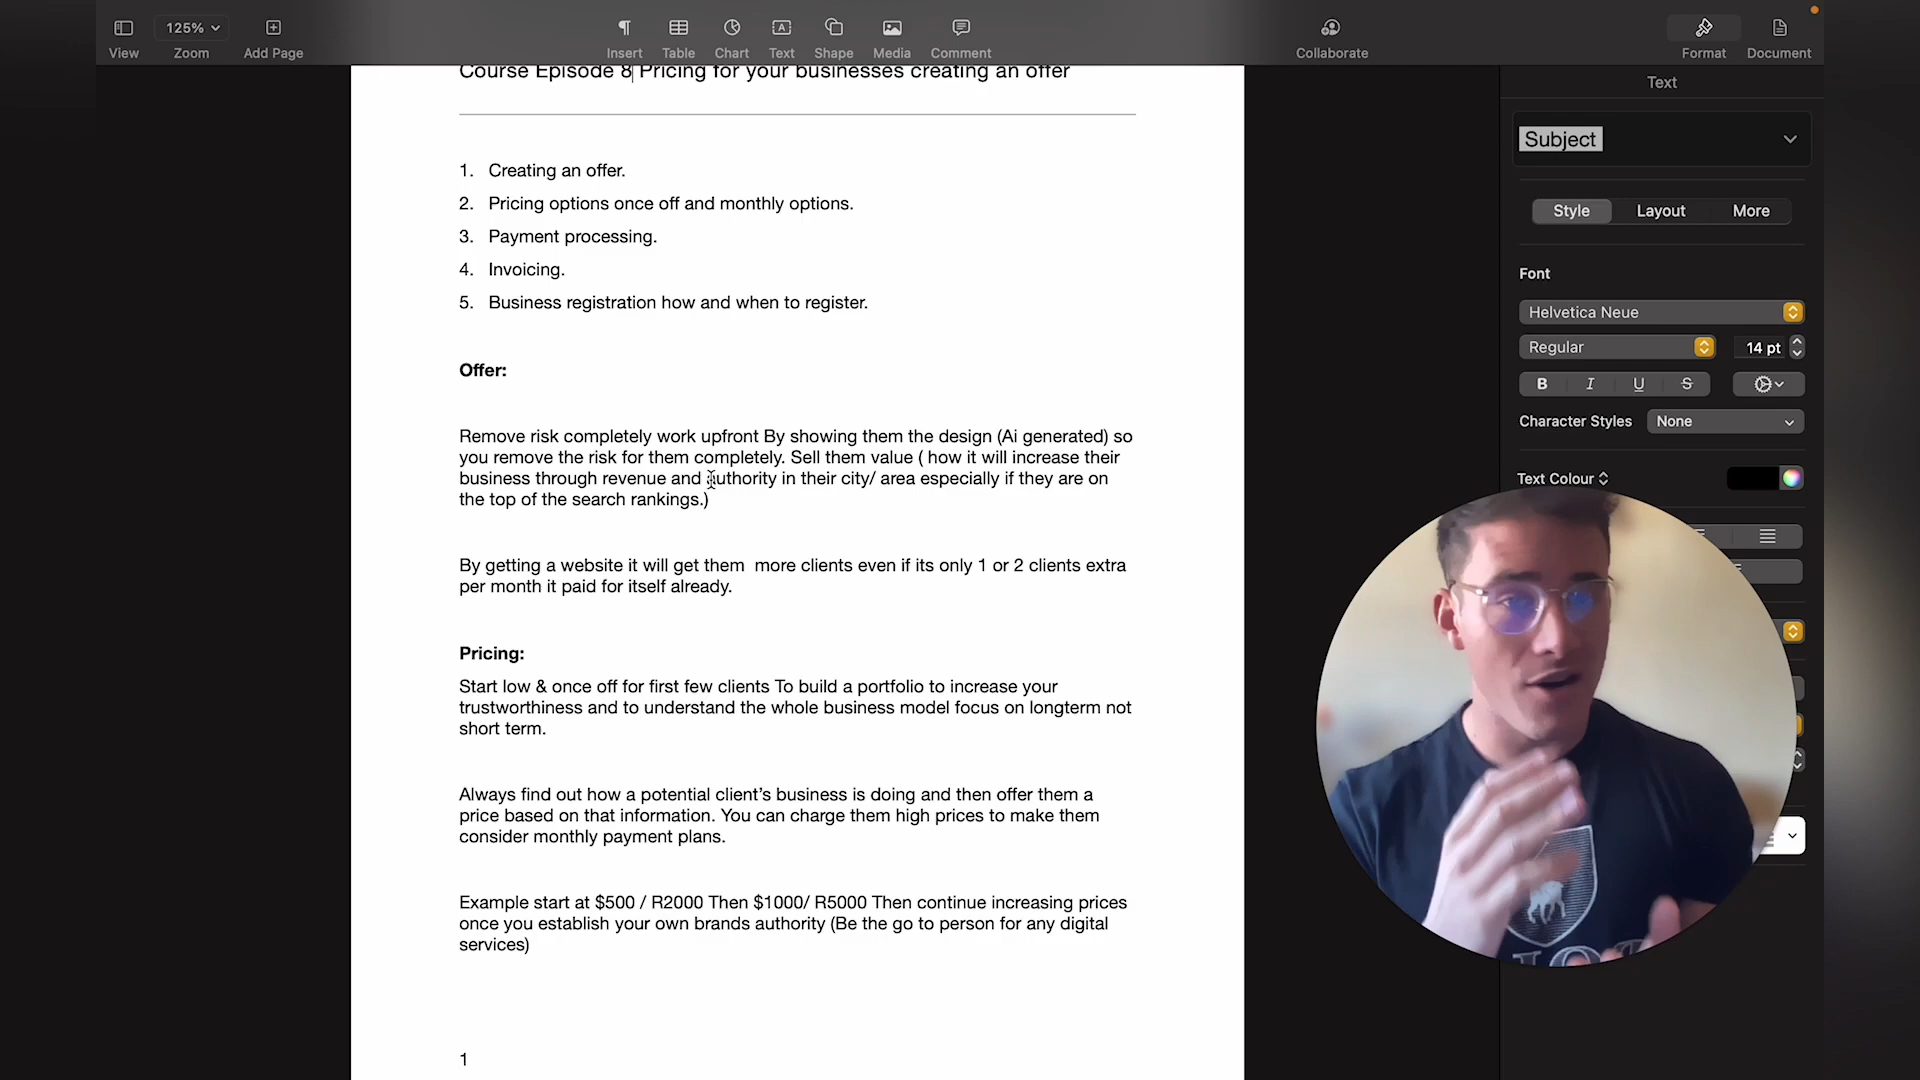 125%
View
Zoom
Add Page
Insert
Table
Chart
Text
Shape
Media
Comment
Collaborate
Format
Document
Course Episode 8 Pricing for your businesses creating an offer
1. Creating an offer.
2. Pricing options once off and monthly options.
3. Payment processing.
4. Invoicing.
5. Business registration how and when to register.
Offer:
Remove risk completely work upfront By showing them the design (Ai generated) so
you remove the risk for them completely. Sell them value ( how it will increase their
business through revenue and authority in their city/ area especially if they are on
the top of the search rankings.)
By getting a website it will get them  more clients even if its only 1 or 2 clients extra
per month it paid for itself already.
Pricing:
Start low & once off for first few clients To build a portfolio to increase your
trustworthiness and to understand the whole business model focus on longterm not
short term.
Always find out how a potential client’s business is doing and then offer them a
price based on that information. You can charge them high prices to make them
consider monthly payment plans.
Example start at $500 / R2000 Then $1000/ R5000 Then continue increasing prices
once you establish your own brands authority (Be the go to person for any digital
services)
1
Text
Subject
Style
Layout
More
Font
Helvetica Neue
Regular
14 pt
B I U S
Character Styles
None
Text Colour